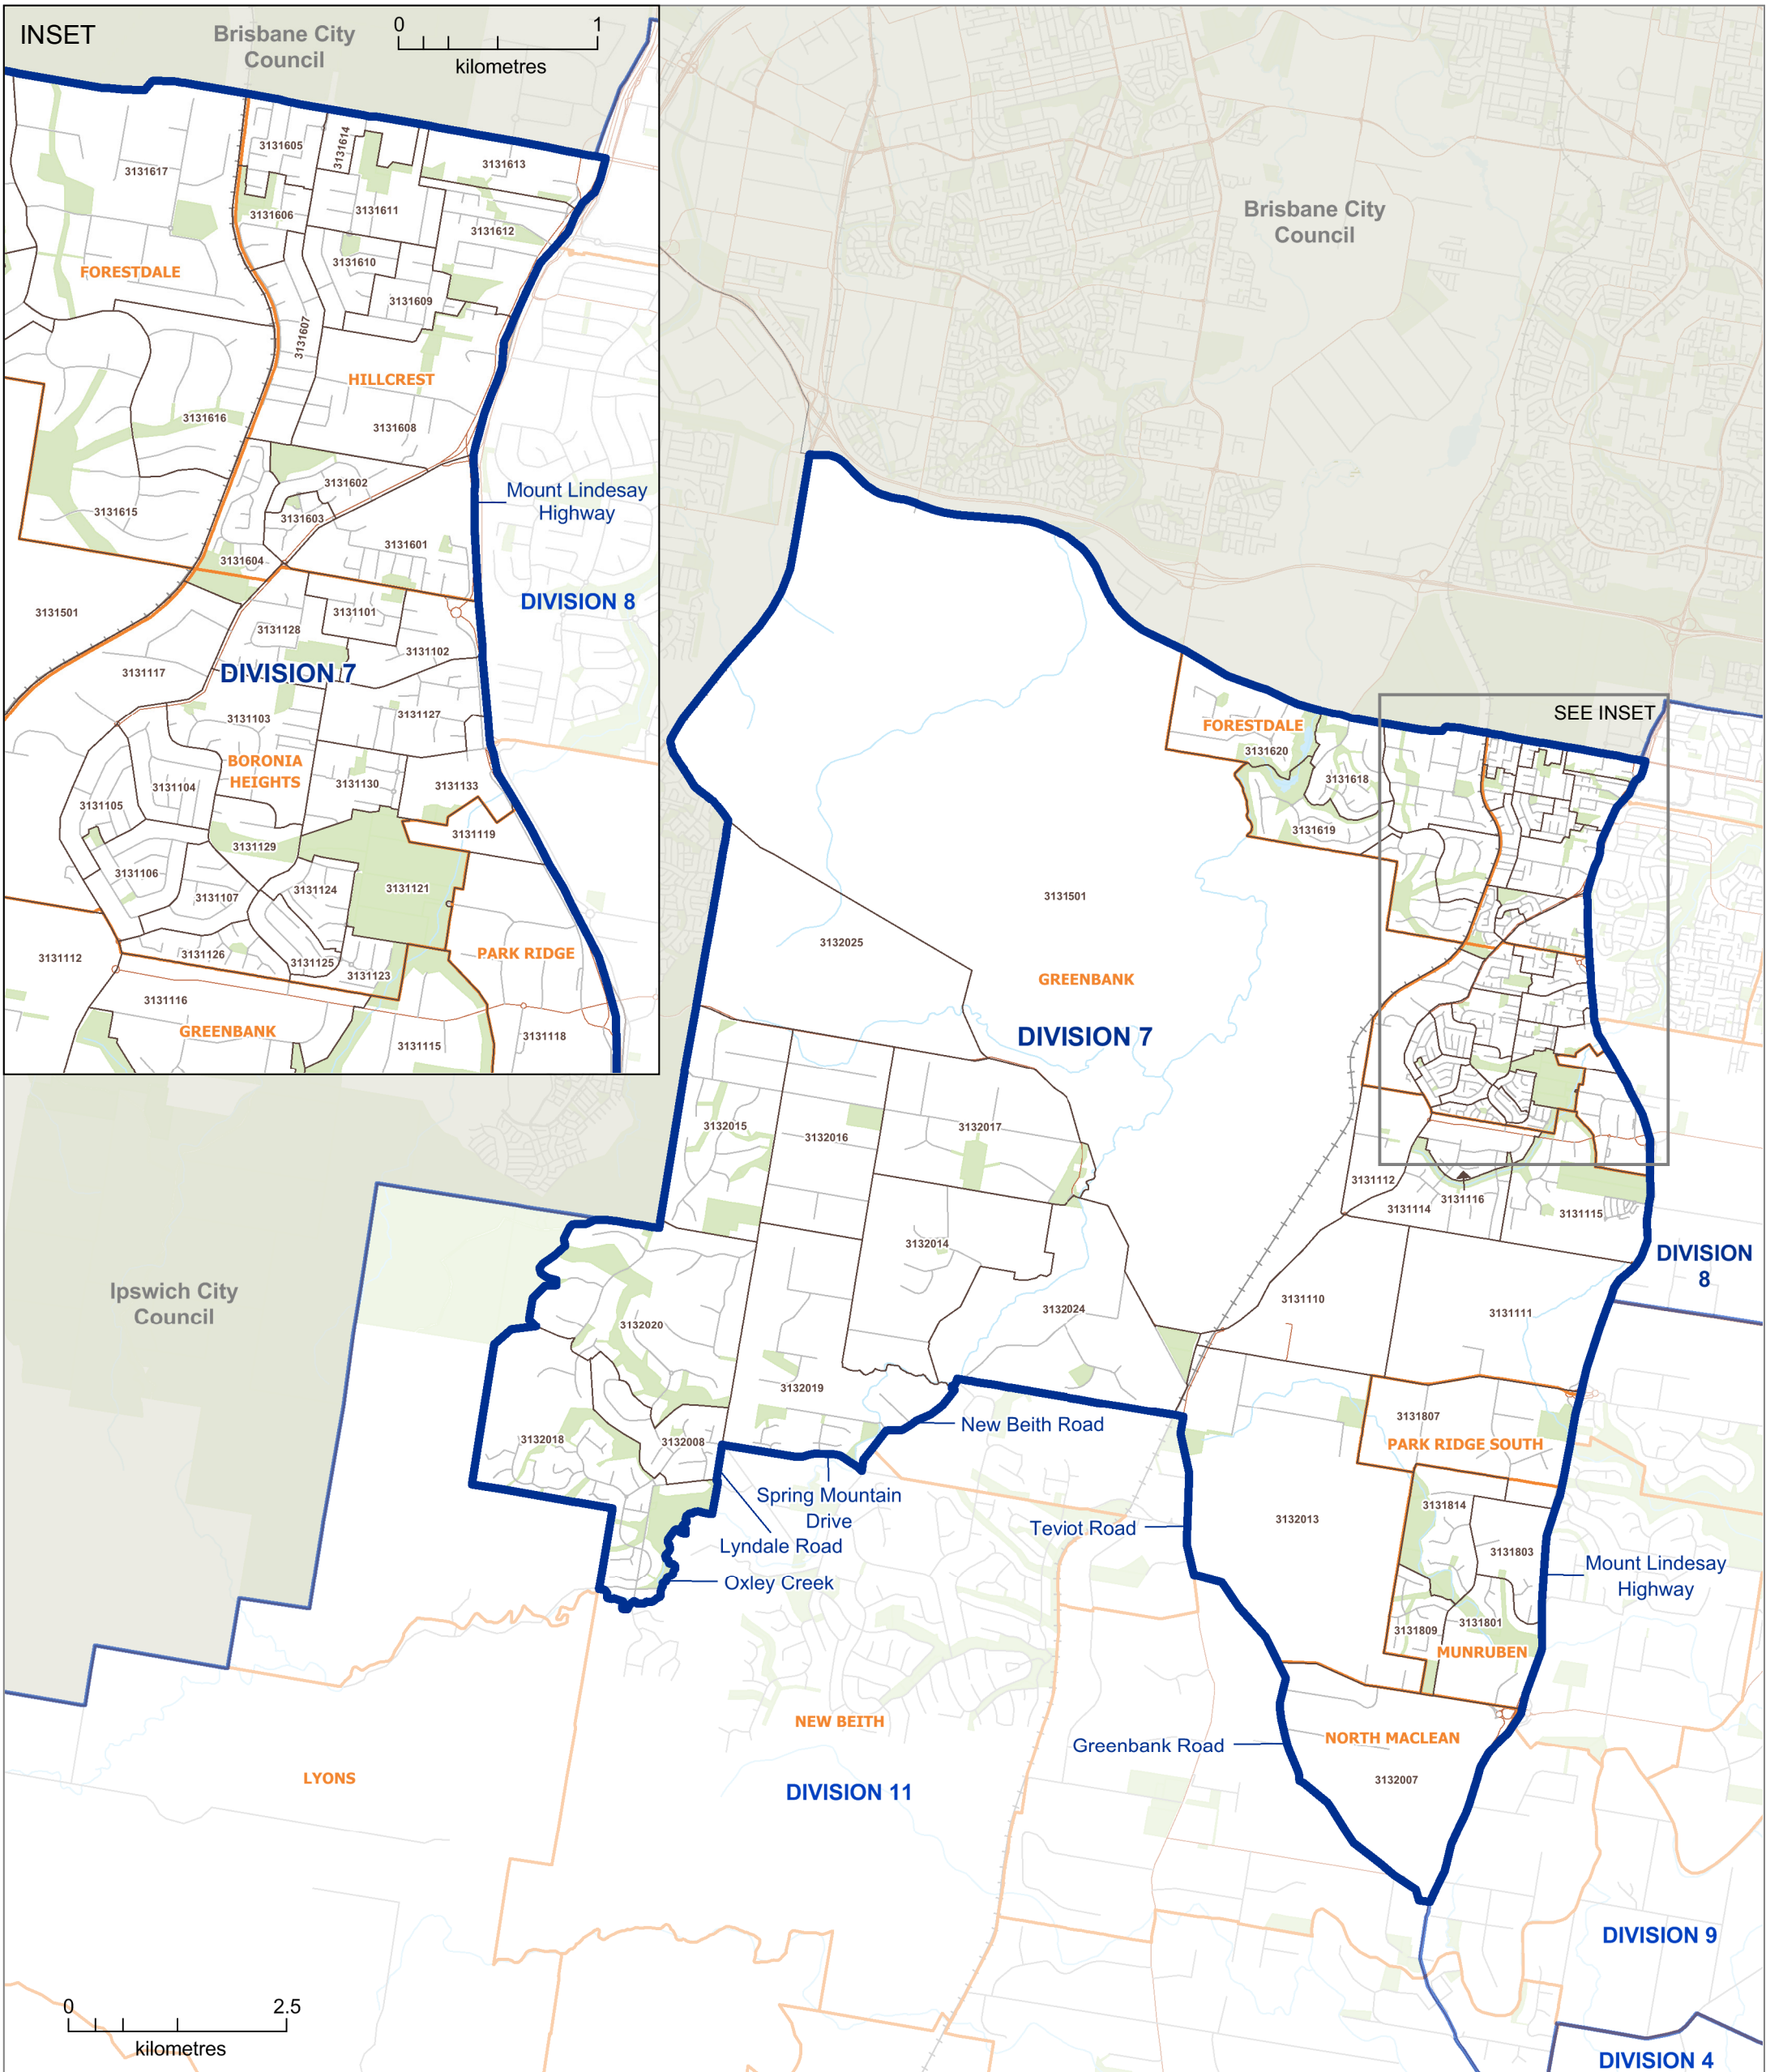 INSET
Brisbane City
Council
0 1
kilometres
3131605
3131614
3131613
3131617
3131606
3131611
3131612
3131610
FORESTDALE
3131609
3131607
HILLCREST
3131616
3131608
3131602
Mount Lindesay
Highway
3131615
3131603
3131601
3131604
DIVISION 8
3131501
3131101
3131128
3131102
3131117
DIVISION 7
3131103
3131127
BORONIA
HEIGHTS
3131104
3131130
3131133
3131105
3131119
3131129
3131106
3131124
3131121
3131107
3131126
3131125
3131123
PARK RIDGE
3131112
3131116
GREENBANK
3131115
3131118
Brisbane City
Council
SEE INSET
FORESTDALE
3131620
3131618
3131619
3131501
3132025
GREENBANK
DIVISION 7
3132015
3132016
3132017
3131112
3131116
3131114
3131115
3132014
DIVISION
8
Ipswich City
Council
3131110
3131111
3132024
3132020
3132019
3131807
New Beith Road
3132018
3132008
PARK RIDGE SOUTH
Spring Mountain
Drive
3131814
Teviot Road
3132013
Lyndale Road
3131803
Mount Lindesay
Highway
Oxley Creek
3131801
3131809
MUNRUBEN
NEW BEITH
Greenbank Road
NORTH MACLEAN
LYONS
3132007
DIVISION 11
DIVISION 9
0 2.5
kilometres
DIVISION 4